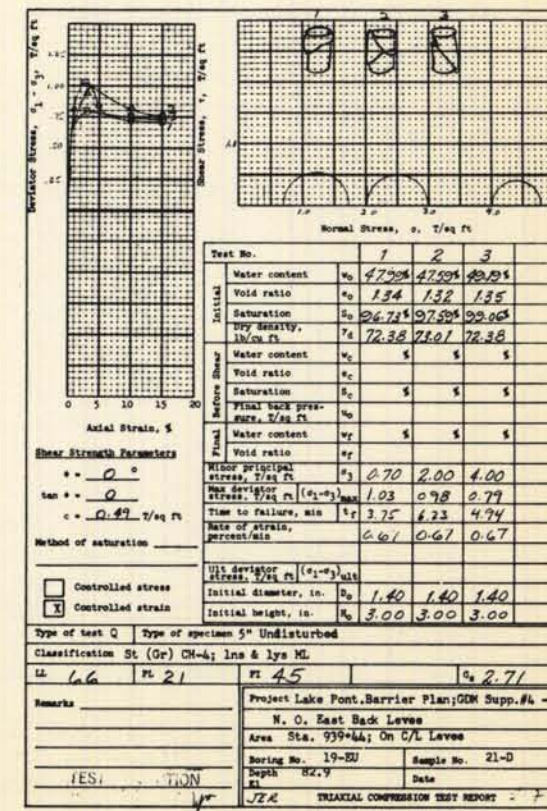 1 2 3
Deviator Stress, σ1 - σ3, T/sq ft
1.00
.75
.50
.25
0 5 10 15 20
Axial Strain, %
Shear Stress, τ, T/sq ft
1.0
1.0 2.0 3.0 4.0
Normal Stress, σ, T/sq ft
Shear Strength Parameters
φ = 0 °
tan φ = 0
c = 0.49 T/sq ft
Method of saturation
Controlled stress
X Controlled strain
Test No. 1 2 3
Initial
Water content w₀ 47.99% 47.59% 49.19%
Void ratio e₀ 1.34 1.32 1.35
Saturation S₀ 96.73% 97.59% 99.06%
Dry density, lb/cu ft γd 72.38 73.01 72.38
Before Shear
Water content wc % % %
Void ratio ec
Saturation Sc % % %
Final back pressure, T/sq ft u₀
Final
Water content wf % % %
Void ratio ef
Minor principal stress, T/sq ft σ3 0.70 2.00 4.00
Max deviator stress, T/sq ft (σ1-σ3)max 1.03 0.98 0.79
Time to failure, min tf 3.75 6.23 4.94
Rate of strain, percent/min 0.61 0.67 0.67
Ult deviator stress, T/sq ft (σ1-σ3)ult
Initial diameter, in. D₀ 1.40 1.40 1.40
Initial height, in. H₀ 3.00 3.00 3.00
Type of test Q Type of specimen 5" Undisturbed
Classification St (Gr) CH-4; lns & lys ML
LL 66 PL 21 PI 45 Gs 2.71
Remarks
Project Lake Pont.Barrier Plan;GDM Supp.#4 -
N. O. East Back Levee
Area Sta. 939+44; On C/L Levee
Boring No. 19-EU Sample No. 21-D
Depth El 82.9 Date
JER TRIAXIAL COMPRESSION TEST REPORT